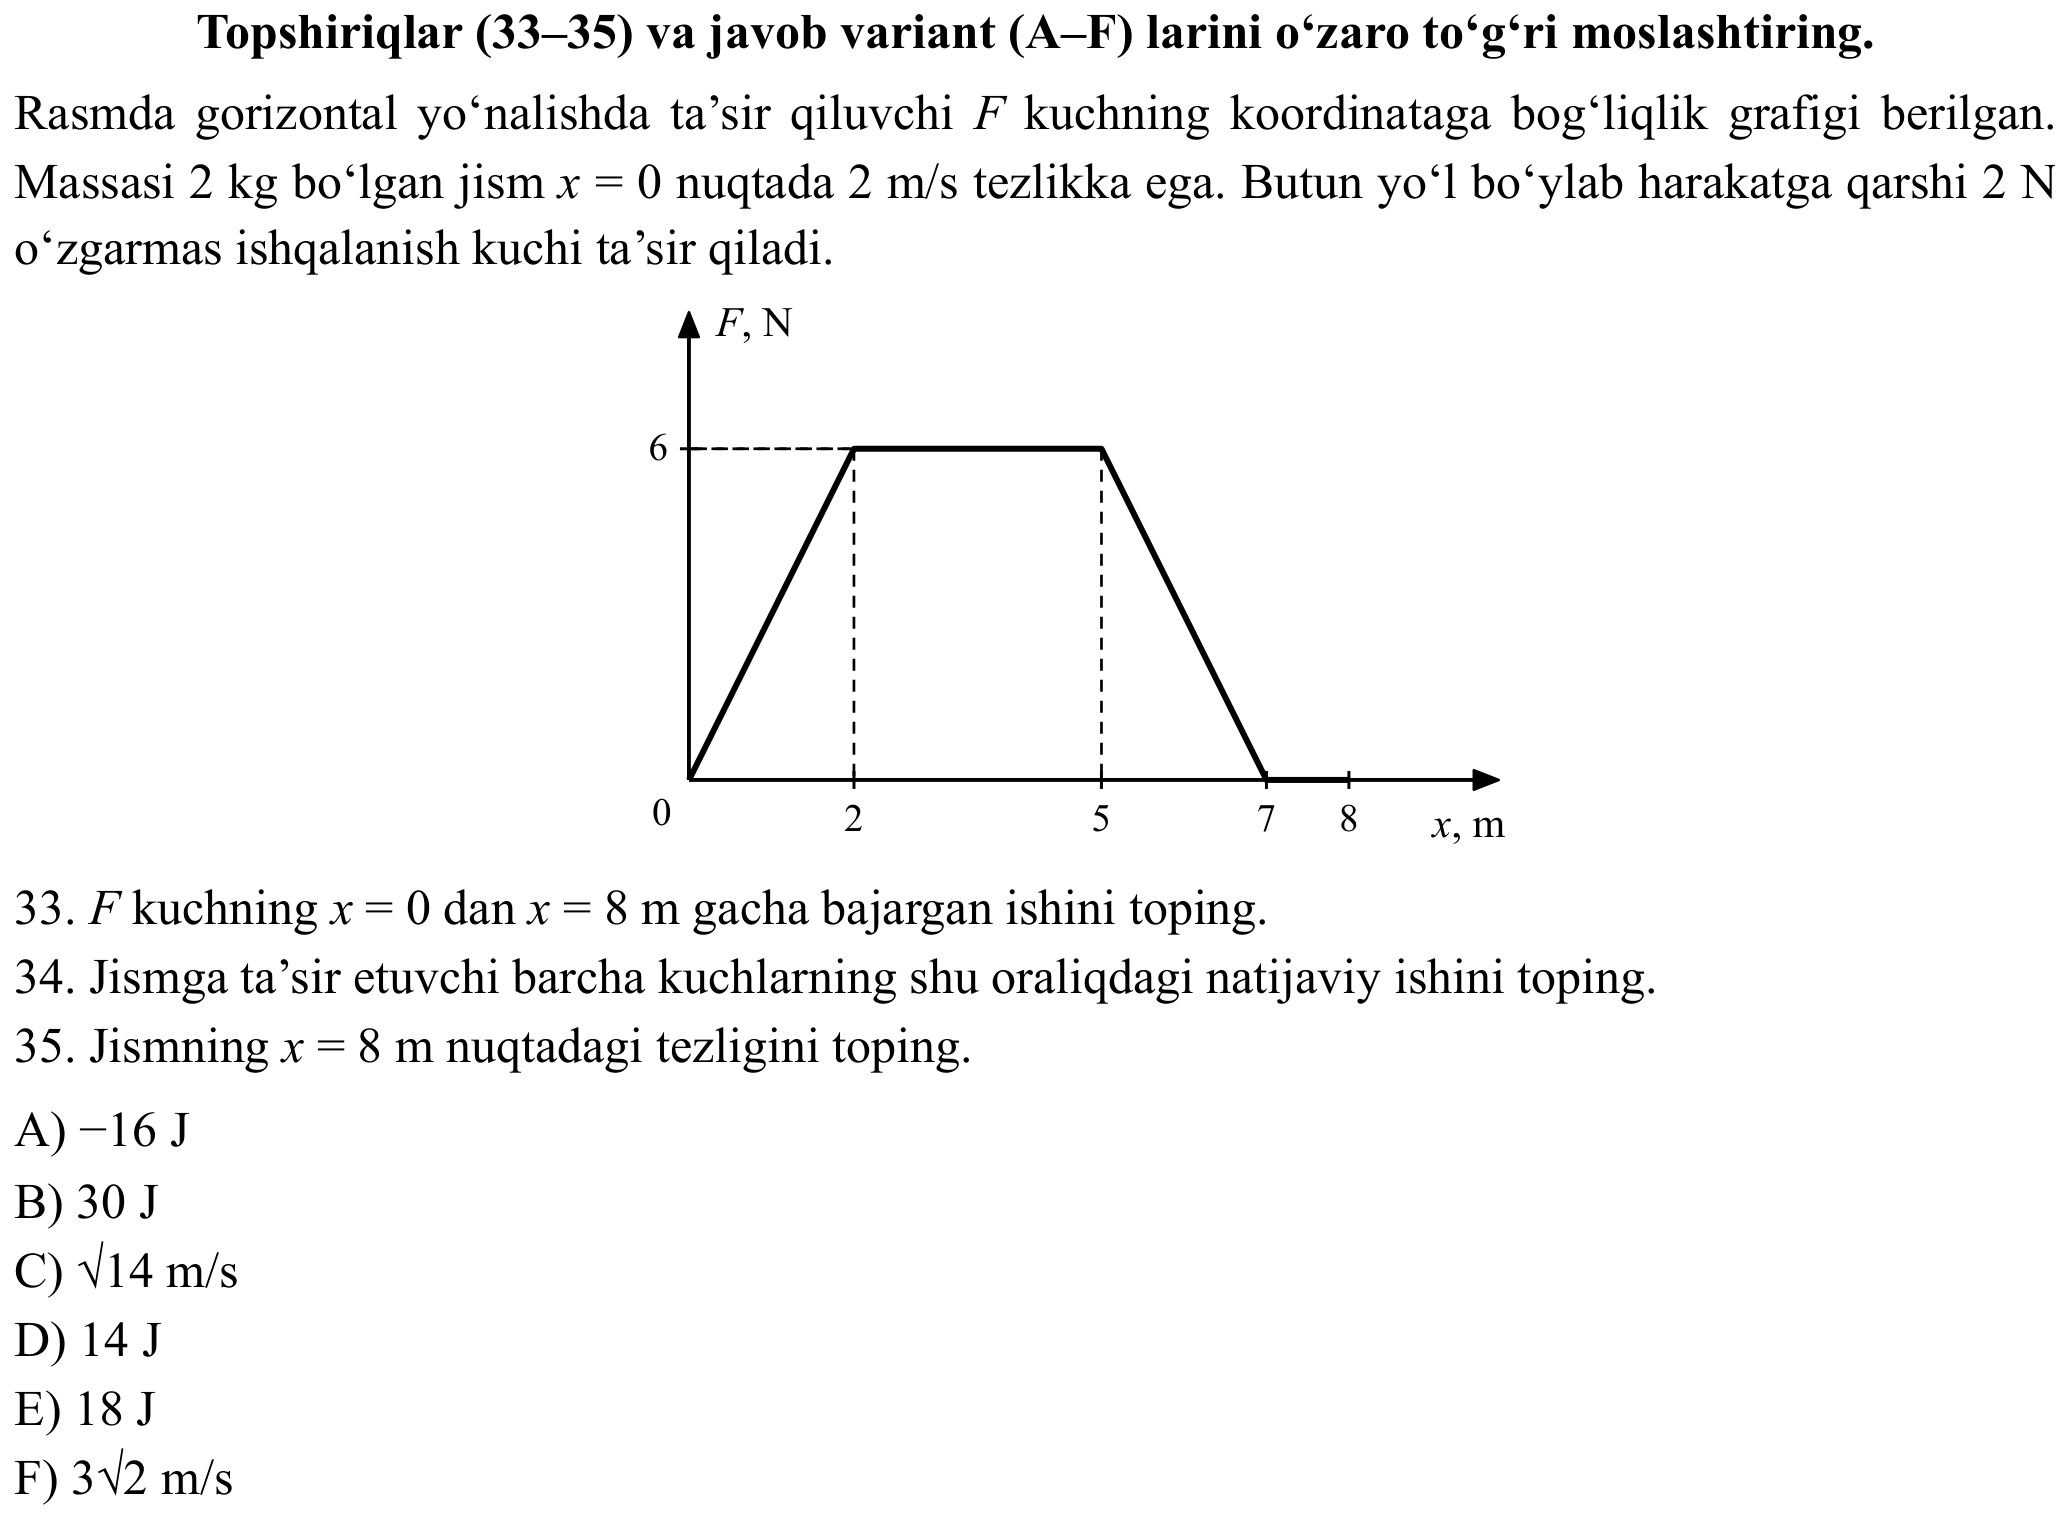 Topshiriqlar (33–35) va javob variant (A–F) larini o‘zaro to‘g‘ri moslashtiring.
Rasmda gorizontal yo‘nalishda ta’sir qiluvchi F kuchning koordinataga bog‘liqlik grafigi berilgan.
Massasi 2 kg bo‘lgan jism x = 0 nuqtada 2 m/s tezlikka ega. Butun yo‘l bo‘ylab harakatga qarshi 2 N
o‘zgarmas ishqalanish kuchi ta’sir qiladi.
F, N
6
0 2 5 7 8 x, m
33. F kuchning x = 0 dan x = 8 m gacha bajargan ishini toping.
34. Jismga ta’sir etuvchi barcha kuchlarning shu oraliqdagi natijaviy ishini toping.
35. Jismning x = 8 m nuqtadagi tezligini toping.
A) −16 J
B) 30 J
C) √14 m/s
D) 14 J
E) 18 J
F) 3√2 m/s